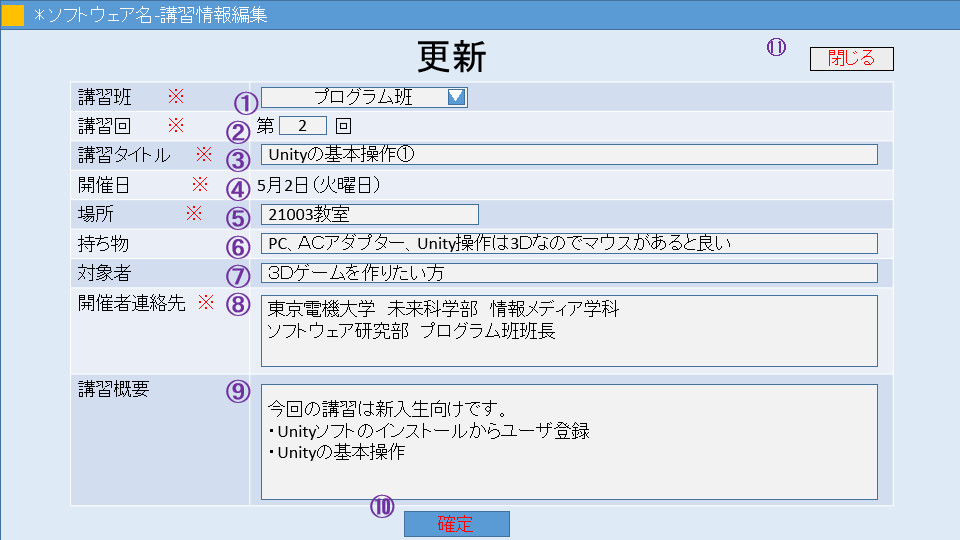 ＊ソフトウェア名-講習情報編集
更新
⑪ 閉じる
講習班 ※ ① プログラム班
講習回 ※ ② 第 2 回
講習タイトル ※ ③ Unityの基本操作①
開催日 ※ ④ 5月2日（火曜日）
場所 ※ ⑤ 21003教室
持ち物 ⑥ PC、ACアダプター、Unity操作は3Dなのでマウスがあると良い
対象者 ⑦ 3Dゲームを作りたい方
開催者連絡先 ※ ⑧ 東京電機大学　未来科学部　情報メディア学科
ソフトウェア研究部　プログラム班班長
講習概要 ⑨
今回の講習は新入生向けです。
・Unityソフトのインストールからユーザ登録
・Unityの基本操作
⑩ 確定